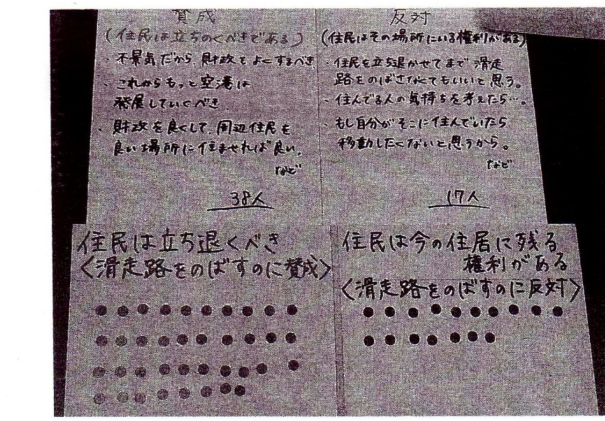 賛成
(住民は立ちのくべきである)
・不景気だから 財政をよくするべき
・これからもっと空港は
発展していくべき
・財政を良くして、周辺住民を
良い場所に住ませれば良い。
など
38人
反対
(住民はその場所にいる権利がある)
・住民を立ち退かせてまで 滑走
路をのばさなくてもいいと思う。
・住んでる人の気持ちを考えたら…。
・もし自分がそこに住んでいたら
移動したくないと思うから。
など
17人
住民は立ち退くべき
〈滑走路をのばすのに賛成〉
住民は今の住居に残る
権利がある
〈滑走路をのばすのに反対〉